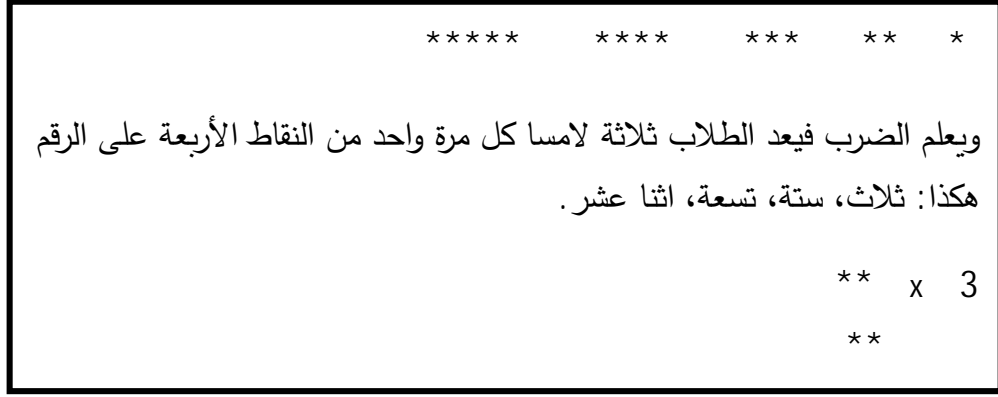 *   **   ***   ****   *****
ويعلم الضرب فيعد الطلاب ثلاثة لامسا كل مرة واحد من النقاط الأربعة على الرقم
هكذا: ثلاث، ستة، تسعة، اثنا عشر.
3 x **
**